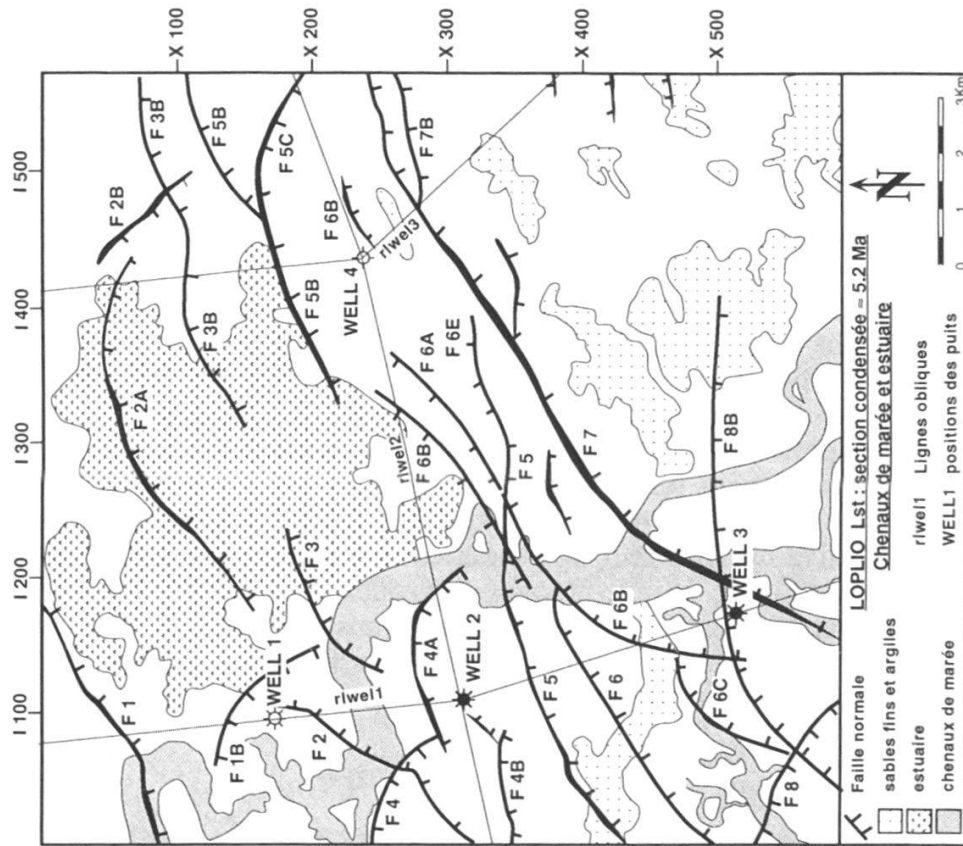 I 100
I 200
I 300
I 400
I 500
X 100
X 200
X 300
X 400
X 500
F 1
F 2A
F 2B
F 3B
F 3B
F 5B
F 5C
F 5B
F 3
F 1B
WELL 1
rlwel1
F 2
F 4A
F 4
F 4B
WELL 2
rlwel2
F 6B
F 6A
F 6E
WELL 4
F 6B
rlwel3
F 7B
F 5
F 5
F 7
F 6
F 6B
F 6C
WELL 3
F 8B
F 8
Faille normale
sables fins et argiles
estuaire
chenaux de marée
LOPLIO Lst : section condensée ≈ 5.2 Ma
Chenaux de marée et estuaire
rlwel1 Lignes obliques
WELL1 positions des puits
N
0 1 2 3Km